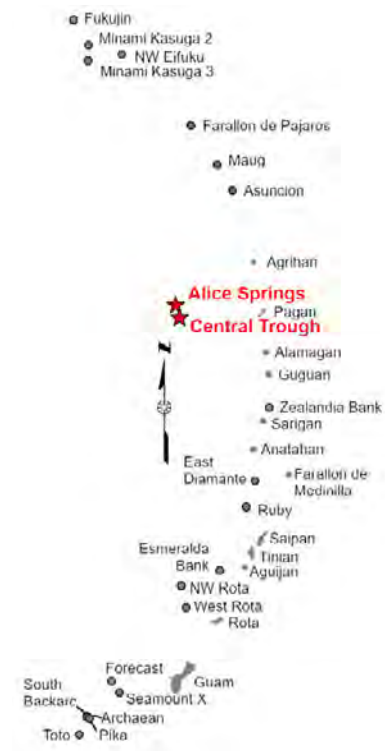 Fukujin
Minami Kasuga 2
NW Eifuku
Minami Kasuga 3
Farallon de Pajaros
Maug
Asuncion
Agrihan
Alice Springs
Pagan
Central Trough
N
Alamagan
Guguan
Zealandia Bank
Sarigan
Anatahan
East
Diamante
Farallon de
Medinilla
Ruby
Saipan
Tinian
Aguijan
Esmeralda
Bank
NW Rota
West Rota
Rota
Forecast
Guam
South
Backarc
Seamount X
Archaean
Toto
Pika